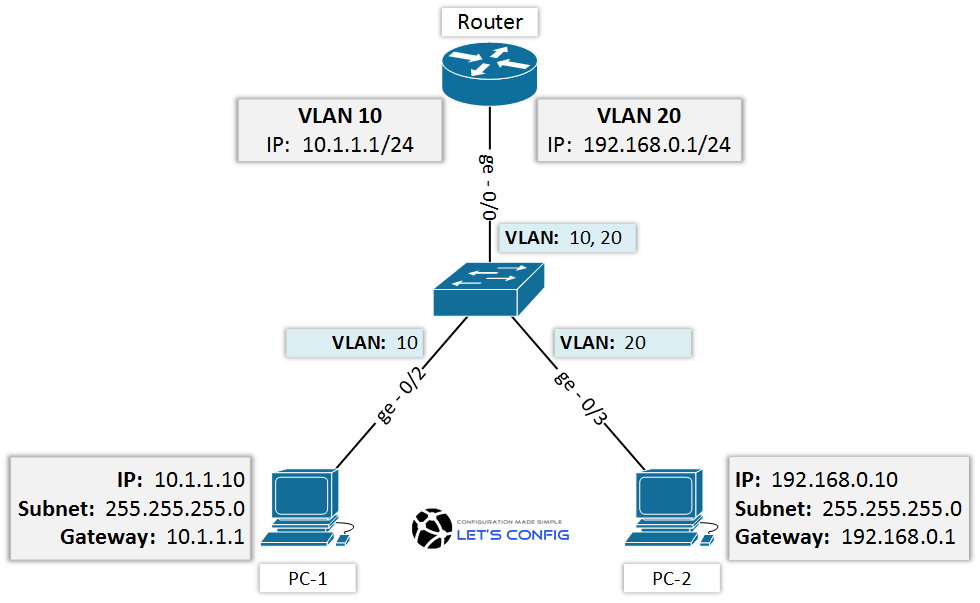 Router
VLAN 10
IP: 10.1.1.1/24
VLAN 20
IP: 192.168.0.1/24
ge - 0/0
VLAN: 10, 20
VLAN: 10
VLAN: 20
ge - 0/2
ge - 0/3
IP: 10.1.1.10
Subnet: 255.255.255.0
Gateway: 10.1.1.1
IP: 192.168.0.10
Subnet: 255.255.255.0
Gateway: 192.168.0.1
CONFIGURATION MADE SIMPLE
LET'S CONFIG
PC-1
PC-2